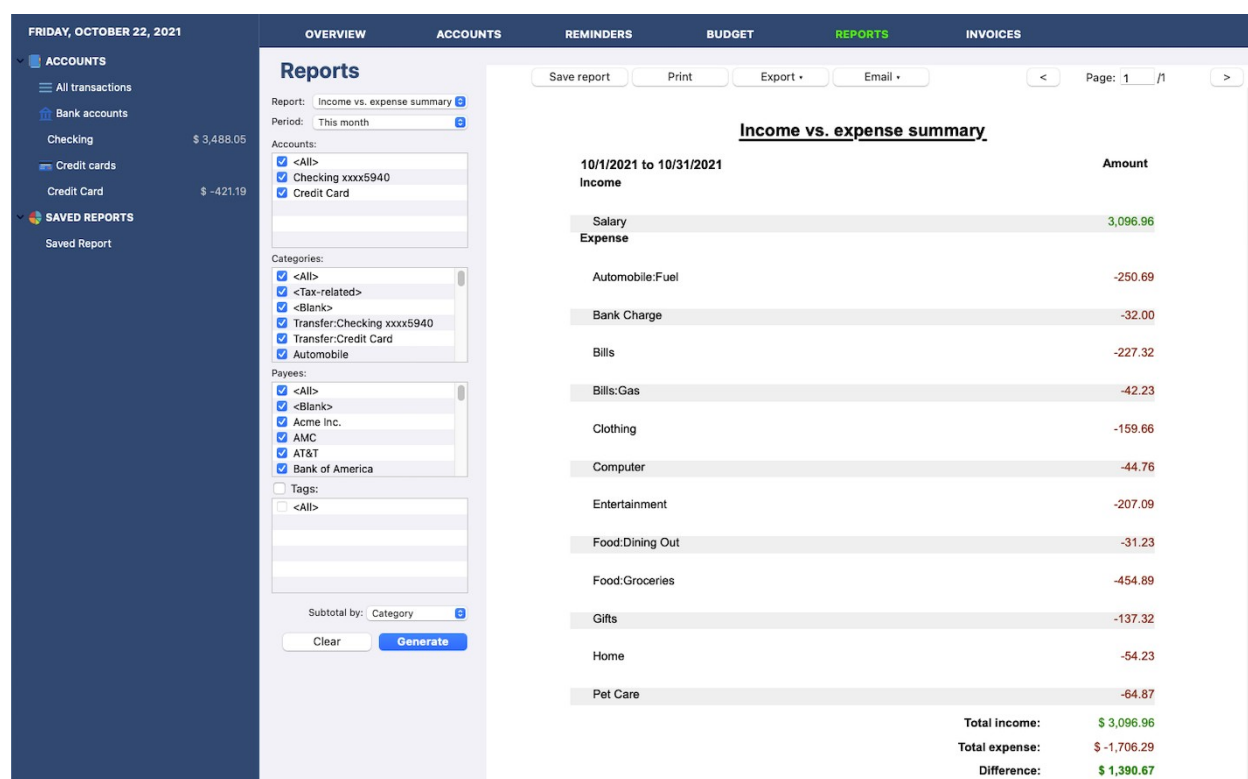 FRIDAY, OCTOBER 22, 2021
OVERVIEW ACCOUNTS REMINDERS BUDGET REPORTS INVOICES
ACCOUNTS
All transactions
Bank accounts
Checking $ 3,488.05
Credit cards
Credit Card $ -421.19
SAVED REPORTS
Saved Report
Reports
Report: Income vs. expense summary
Period: This month
Accounts:
<All>
Checking xxxx5940
Credit Card
Categories:
<All>
<Tax-related>
<Blank>
Transfer:Checking xxxx5940
Transfer:Credit Card
Automobile
Payees:
<All>
<Blank>
Acme Inc.
AMC
AT&T
Bank of America
Tags:
<All>
Subtotal by: Category
Clear Generate
Save report Print Export Email < Page: 1 /1 >
Income vs. expense summary
10/1/2021 to 10/31/2021 Amount
Income
Salary 3,096.96
Expense
Automobile:Fuel -250.69
Bank Charge -32.00
Bills -227.32
Bills:Gas -42.23
Clothing -159.66
Computer -44.76
Entertainment -207.09
Food:Dining Out -31.23
Food:Groceries -454.89
Gifts -137.32
Home -54.23
Pet Care -64.87
Total income: $ 3,096.96
Total expense: $ -1,706.29
Difference: $ 1,390.67